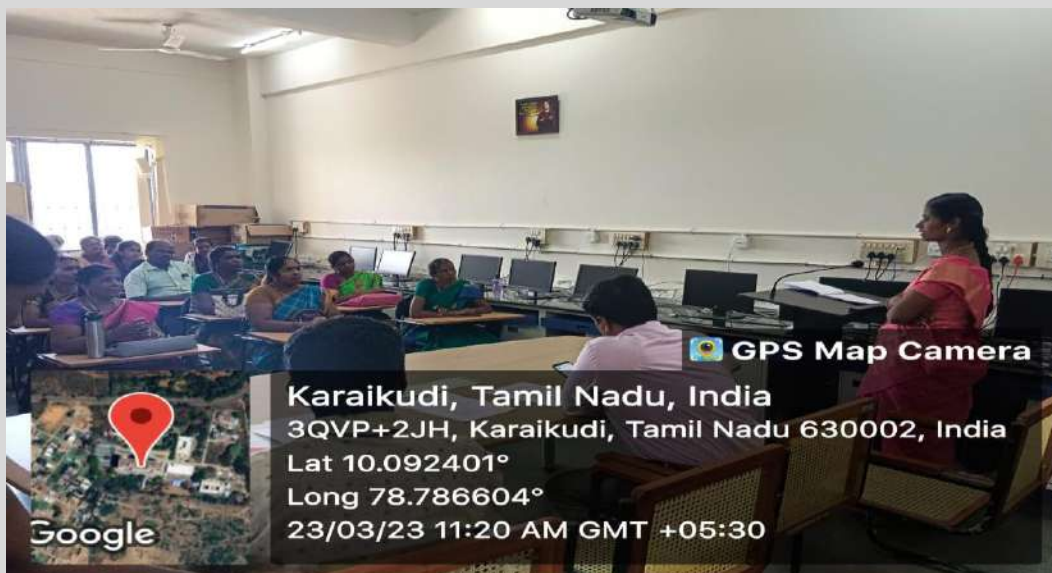 GPS Map Camera
Karaikudi, Tamil Nadu, India
3QVP+2JH, Karaikudi, Tamil Nadu 630002, India
Lat 10.092401°
Long 78.786604°
23/03/23 11:20 AM GMT +05:30
Google